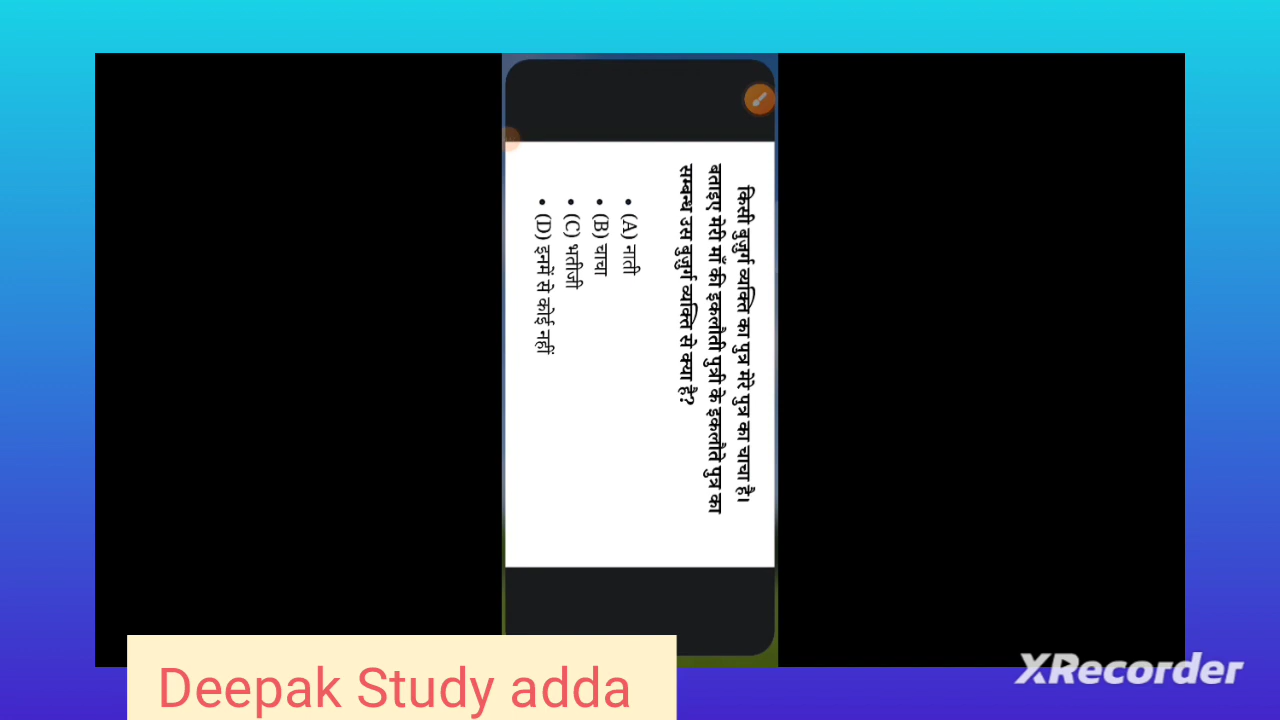 किसी बुजुर्ग व्यक्ति का पुत्र मेरे पुत्र का चाचा है।
बताइए मेरी माँ की इकलौती पुत्री के इकलौते पुत्र का
सम्बन्ध उस बुजुर्ग व्यक्ति से क्या है?
• (A) नाती
• (B) चाचा
• (C) भतीजी
• (D) इनमें से कोई नहीं
Deepak Study adda
XRecorder